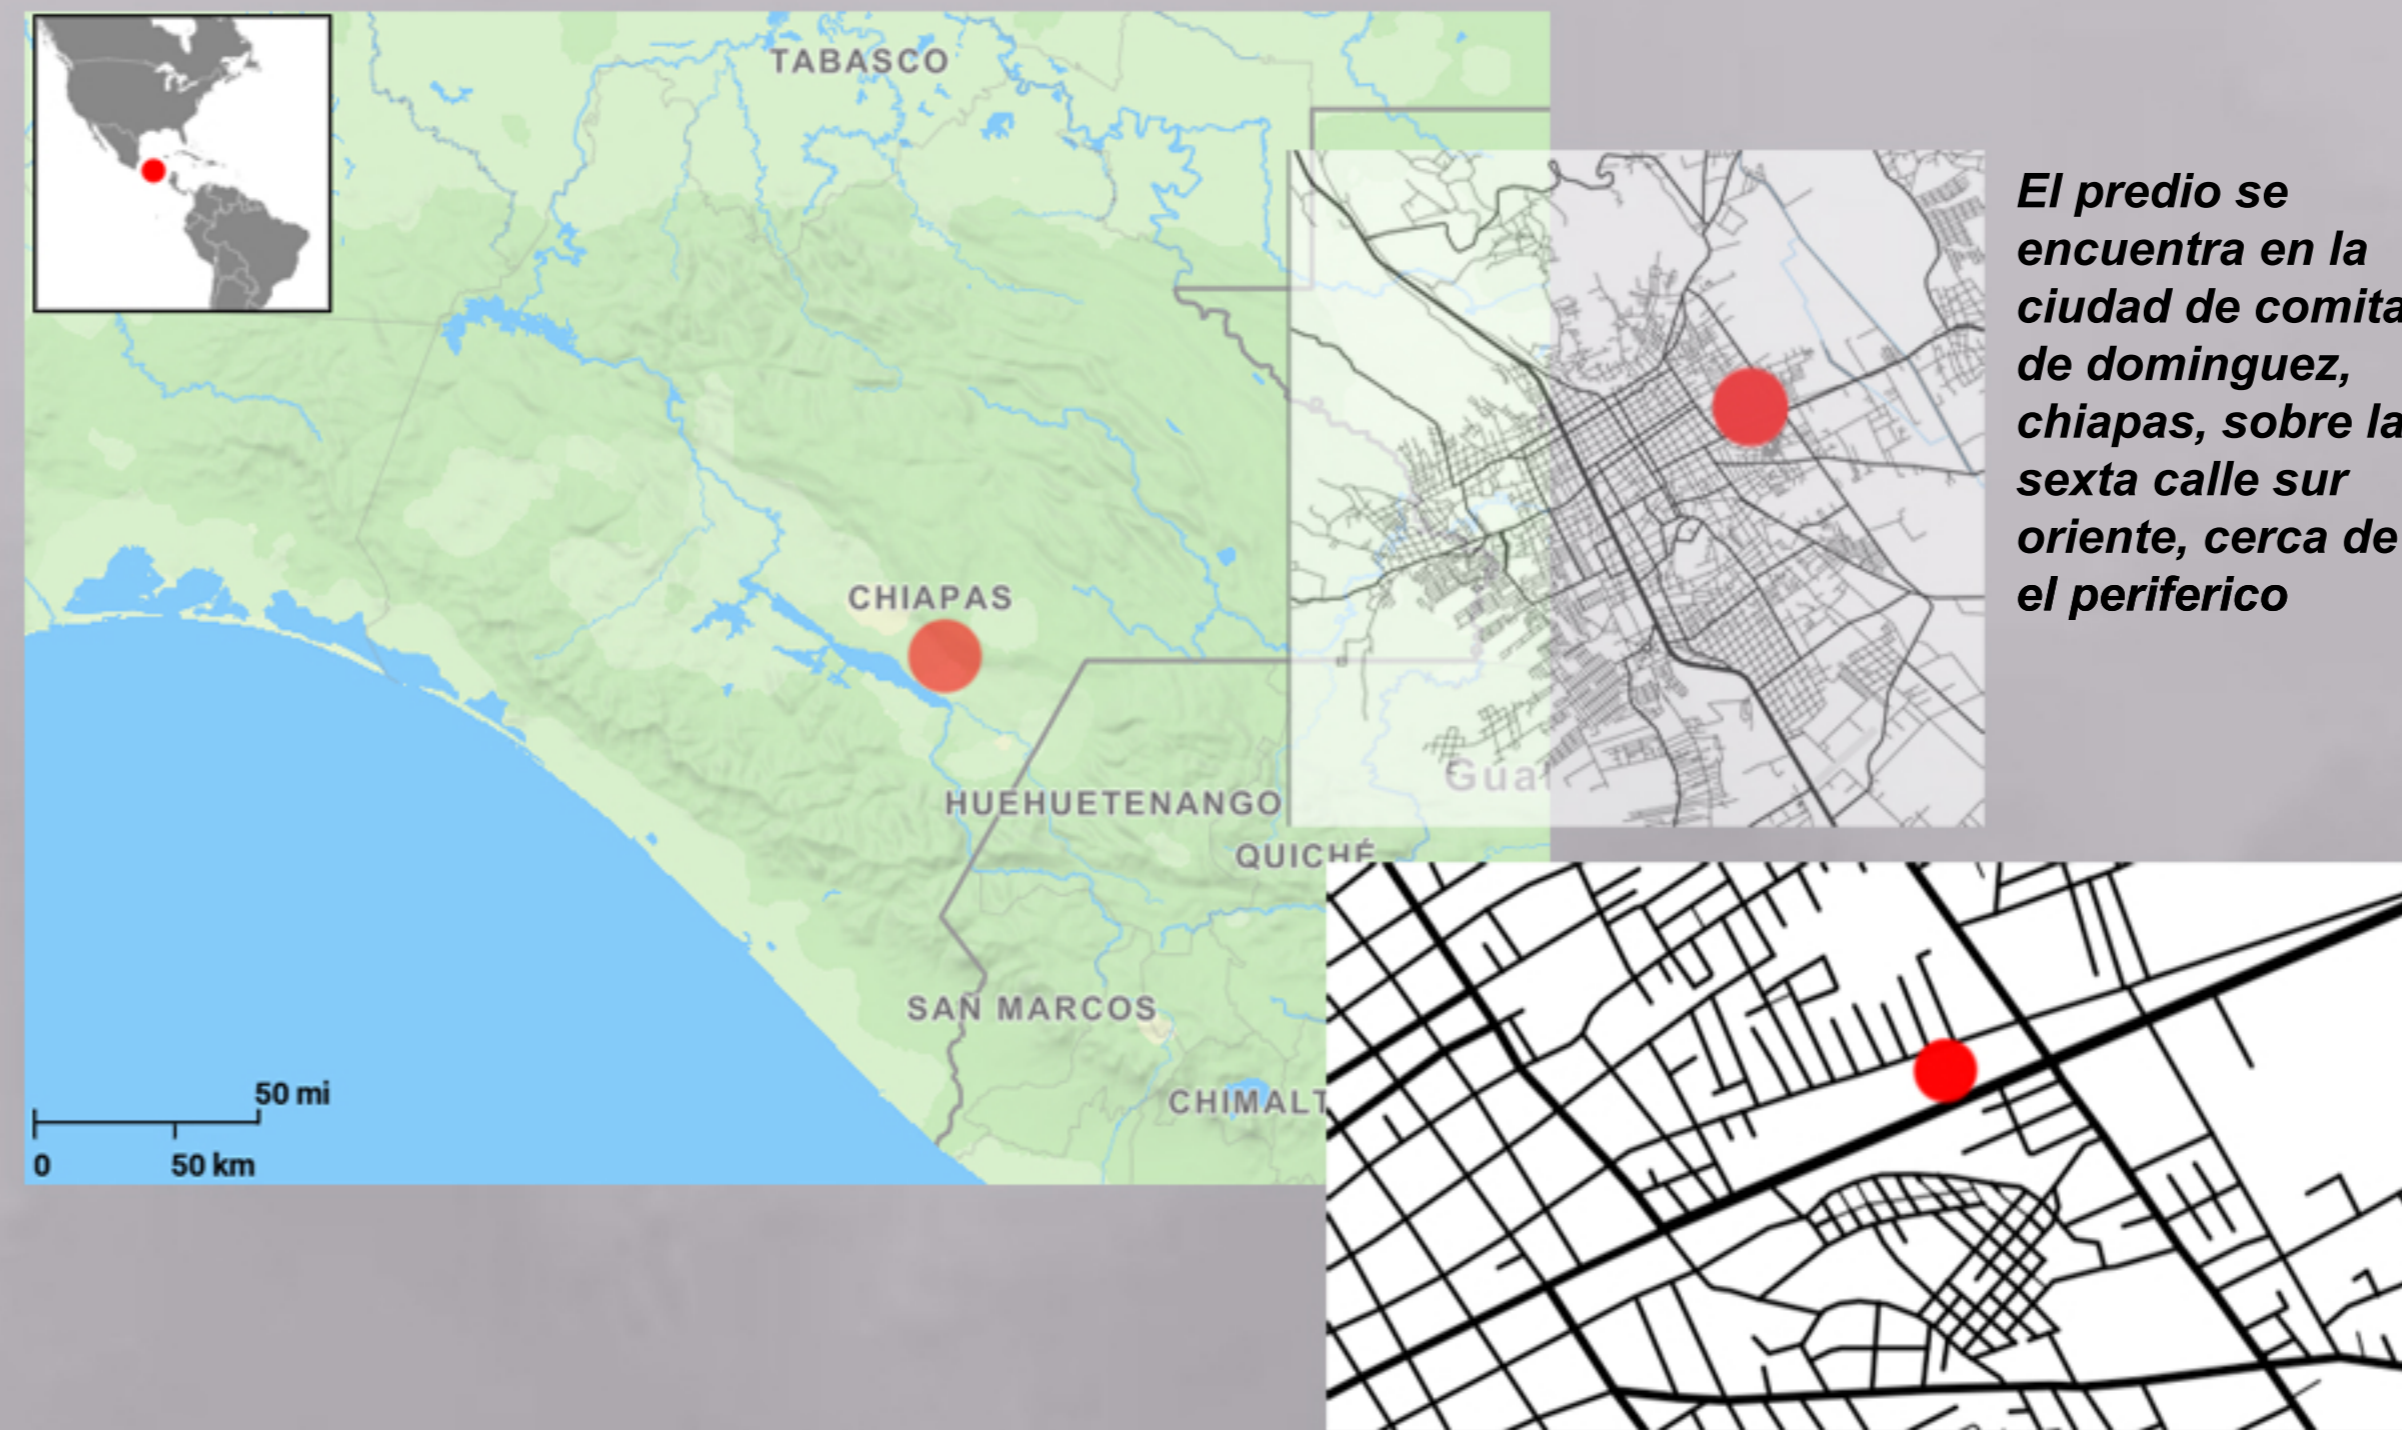 TABASCO
CHIAPAS
HUEHUETENANGO
Gua
QUICHÉ
SAN MARCOS
CHIMALT
50 mi
0 50 km
El predio se
encuentra en la
ciudad de comita
de dominguez,
chiapas, sobre la
sexta calle sur
oriente, cerca de
el periferico